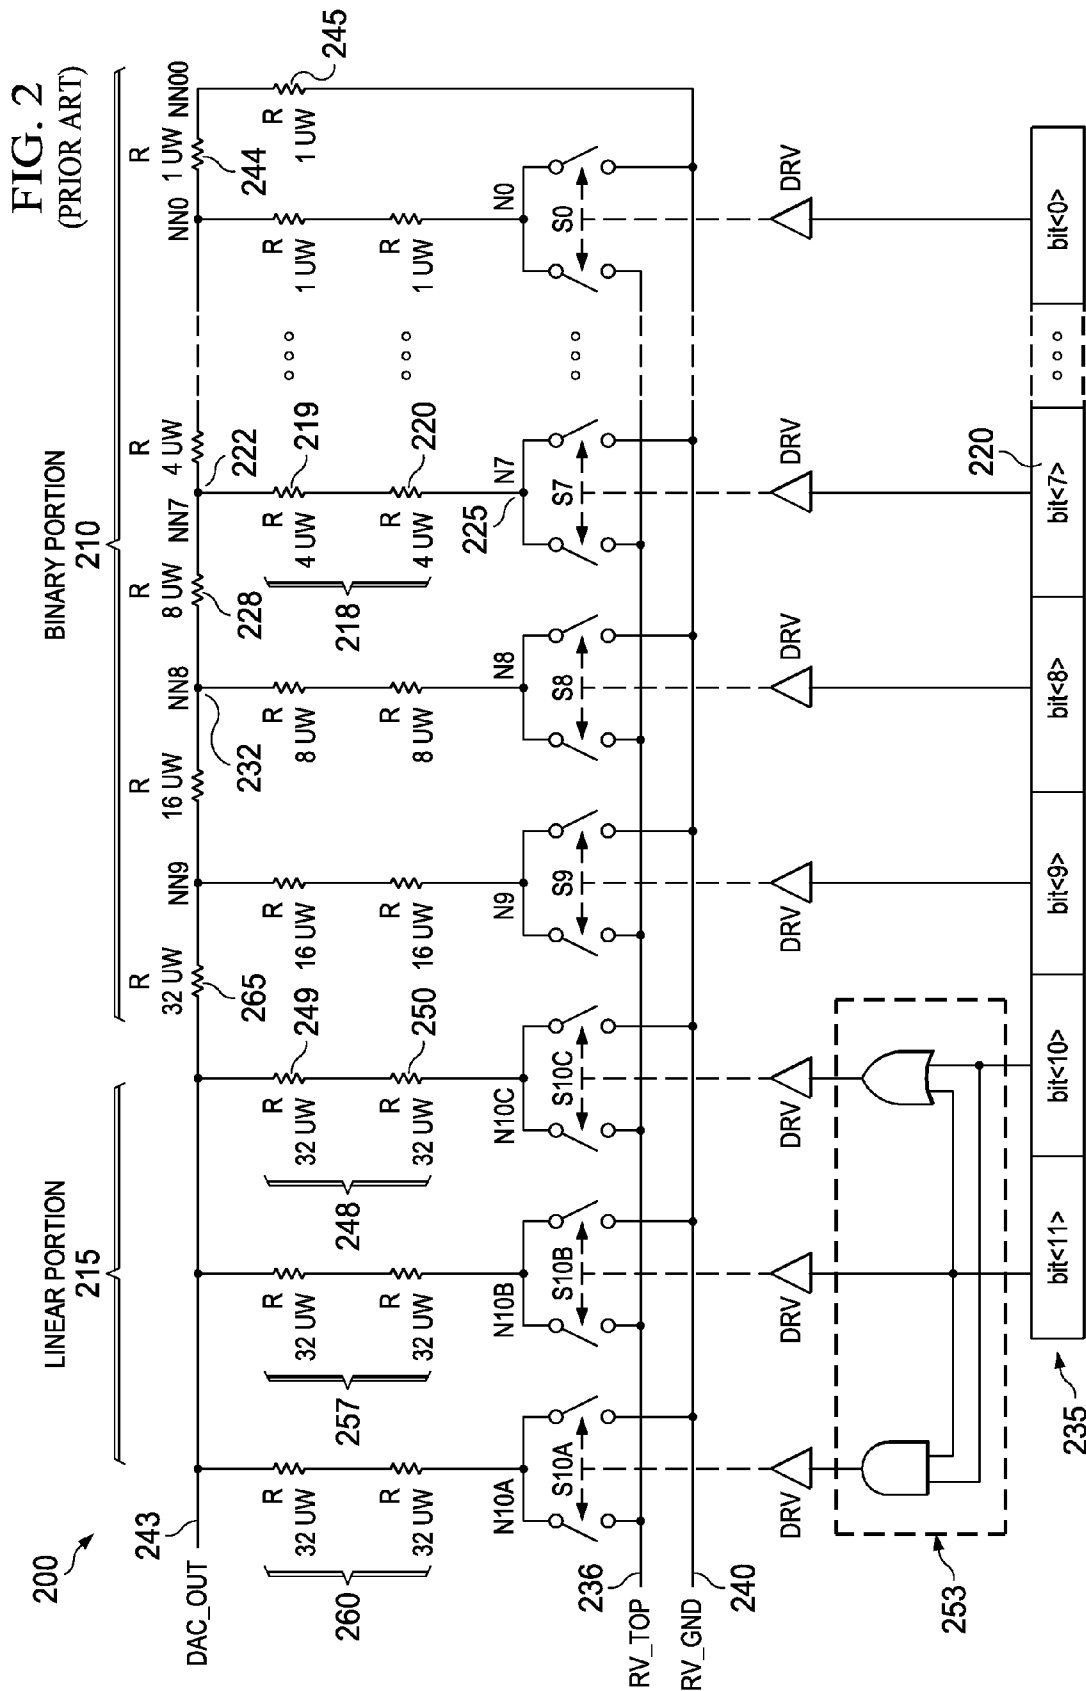 FIG. 2
(PRIOR ART)
200
LINEAR PORTION
215
BINARY PORTION
210
DAC_OUT
243
R
32 UW
265
NN9
R
16 UW
NN8
232
R
8 UW
228
NN7
222
R
4 UW
NN0
R
1 UW
244
NN00
R
1 UW
245
260
R
32 UW
R
32 UW
257
R
32 UW
R
32 UW
248
R
32 UW
249
R
32 UW
250
R
16 UW
R
16 UW
R
8 UW
R
8 UW
218
R
4 UW
219
R
4 UW
220
R
1 UW
R
1 UW
N10A
S10A
N10B
S10B
N10C
S10C
N9
S9
N8
S8
N7
225
S7
N0
S0
RV_TOP
236
RV_GND
240
DRV
DRV
DRV
DRV
DRV
DRV
DRV
253
235
bit<11>
bit<10>
bit<9>
bit<8>
bit<7>
220
bit<0>